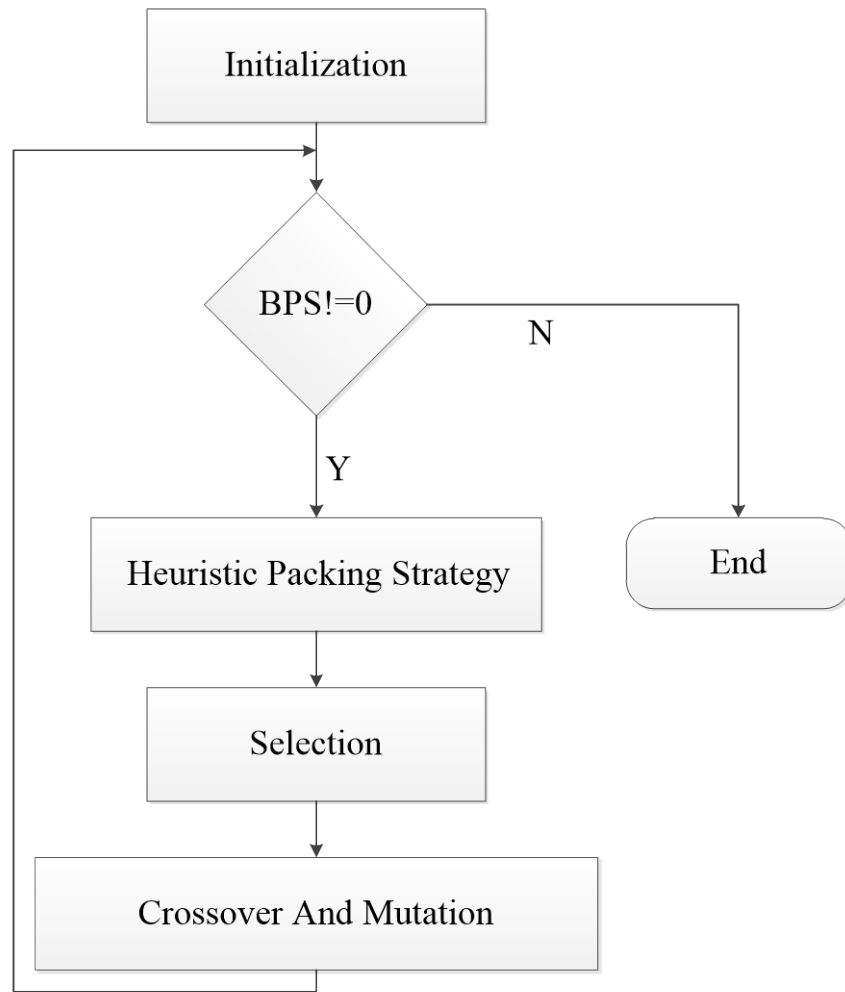 Initialization
BPS!=0
N
Y
Heuristic Packing Strategy
End
Selection
Crossover And Mutation